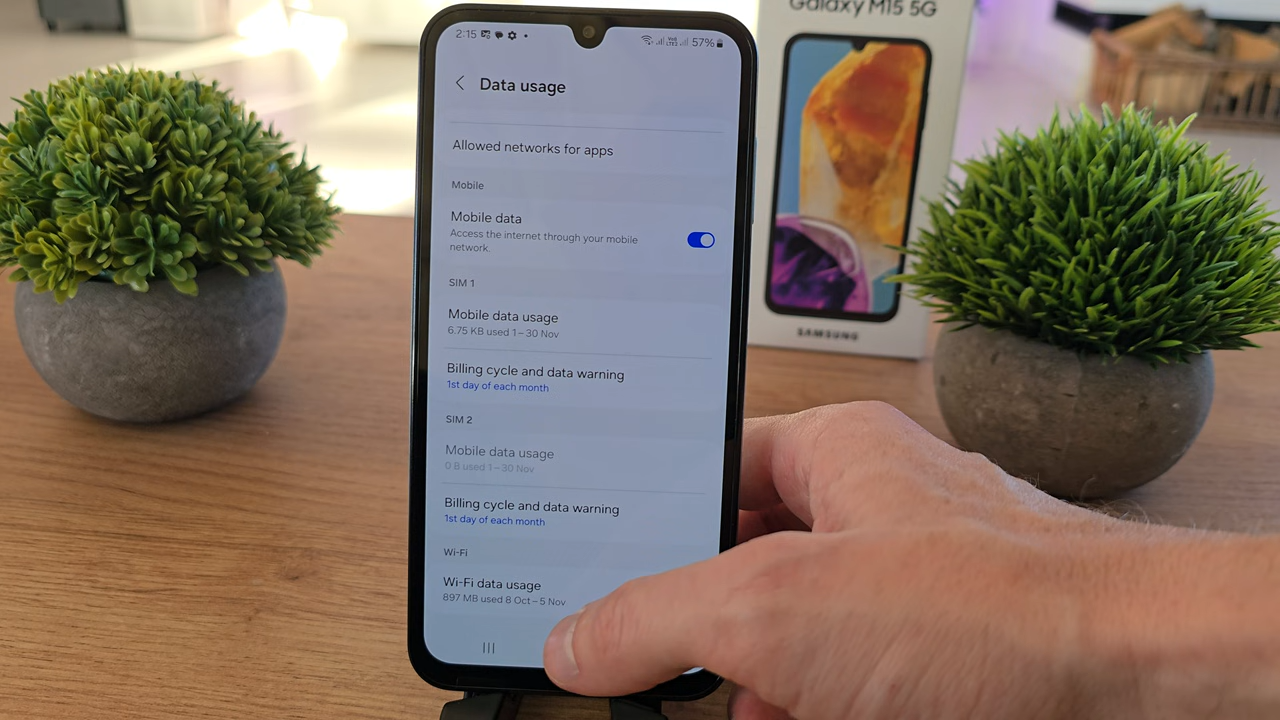 Galaxy M15 5G
2:15
57%
Data usage
Allowed networks for apps
Mobile
Mobile data
Access the internet through your mobile
network.
SIM 1
Mobile data usage
6.75 KB used 1–30 Nov
Billing cycle and data warning
1st day of each month
SIM 2
Mobile data usage
0 B used 1–30 Nov
Billing cycle and data warning
1st day of each month
Wi-Fi
Wi-Fi data usage
897 MB used 8 Oct–5 Nov
SAMSUNG